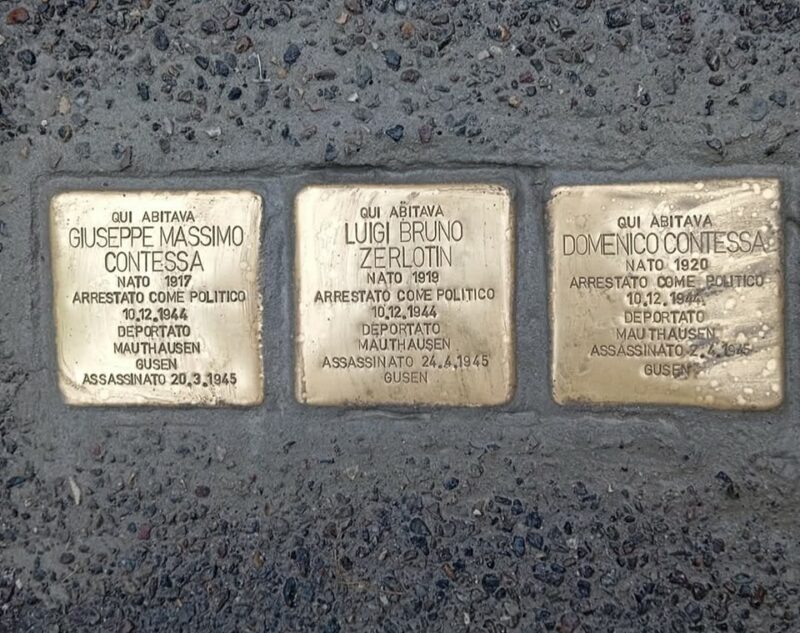 QUI ABITAVA
GIUSEPPE MASSIMO
CONTESSA
NATO 1917
ARRESTATO COME POLITICO
10.12.1944
DEPORTATO
MAUTHAUSEN
GUSEN
ASSASSINATO 20.3.1945
QUI ABITAVA
LUIGI BRUNO
ZERLOTIN
NATO 1919
ARRESTATO COME POLITICO
10.12.1944
DEPORTATO
MAUTHAUSEN
ASSASSINATO 24.4.1945
GUSEN
QUI ABITAVA
DOMENICO CONTESSA
NATO 1920
ARRESTATO COME POLITICO
10.12.1944
DEPORTATO
MAUTHAUSEN
ASSASSINATO 2.4.1945
GUSEN